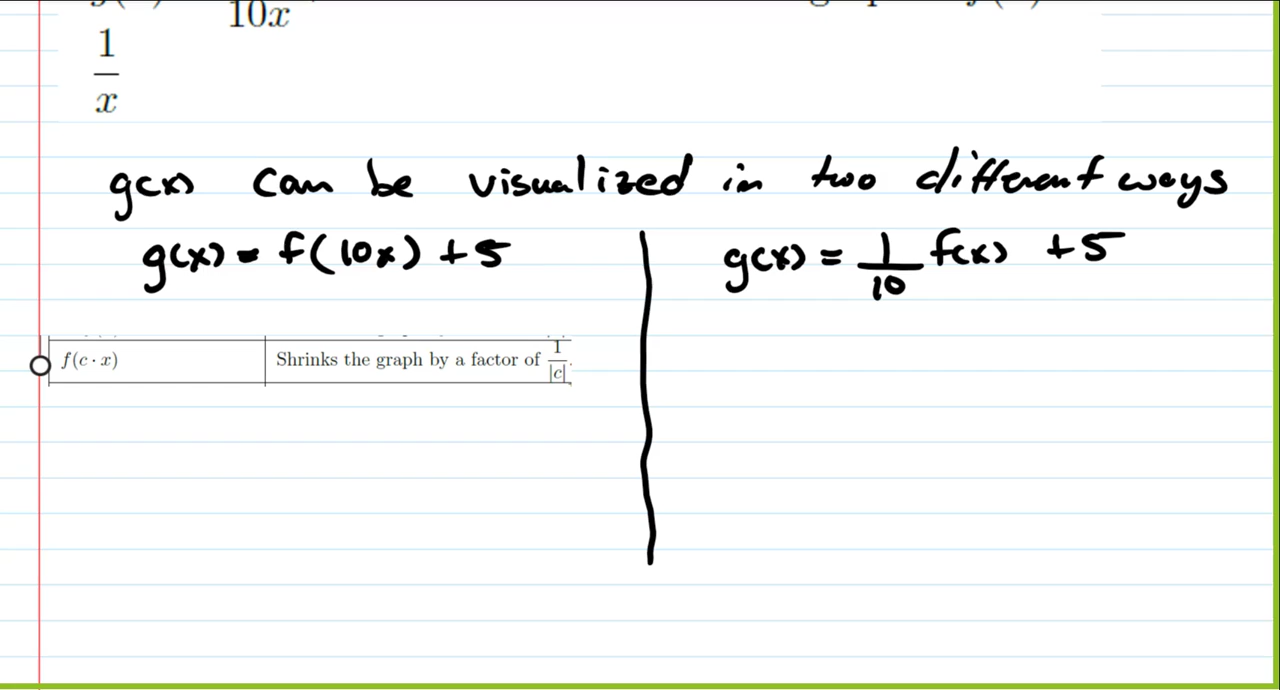 10x
1
x
g(x) can be visualized in two different ways
g(x) = f(10x) + 5
g(x) = 1/10 f(x) + 5
f(c · x) Shrinks the graph by a factor of 1/|c|.